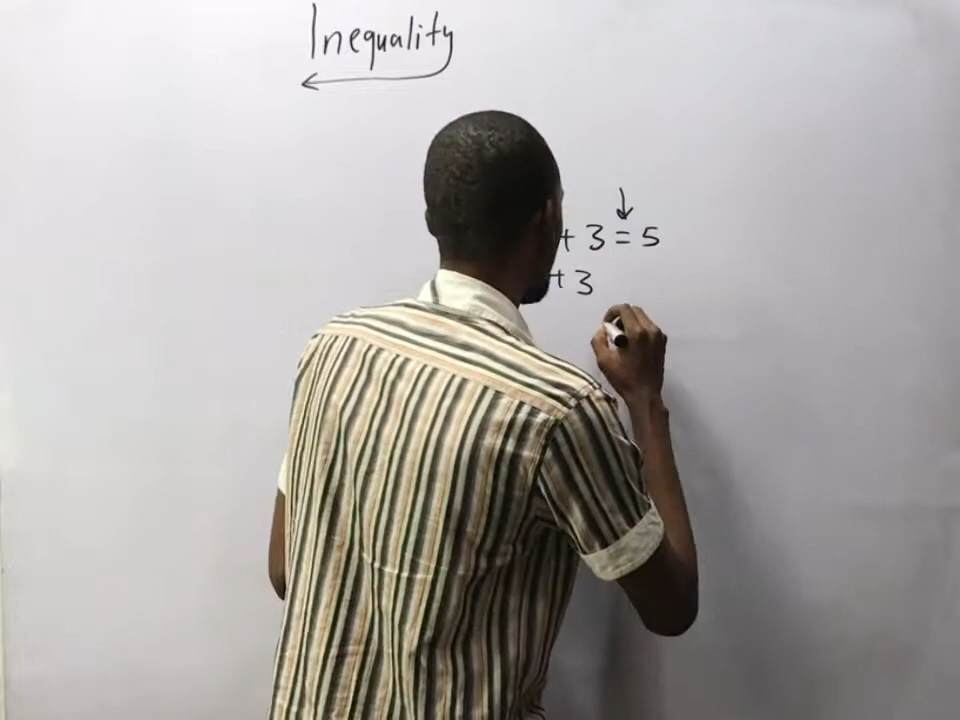 Inequality
+ 3 = 5
+ 3